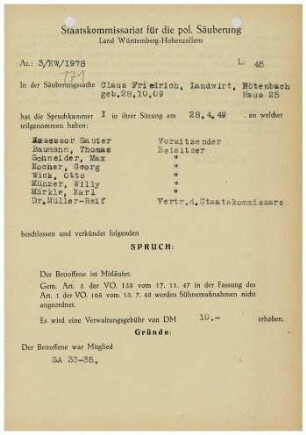 Staatskommissariat für die pol. Säuberung
Land Württemberg-Hohenzollern
Az.: 3/KW/1978 L. 45
171
In der Säuberungssache Claus Friedrich, Landwirt, Rötenbach
geb.28.10.09 Haus 25
hat die Spruchkammer I in ihrer Sitzung am 28.4.49 an welcher
teilgenommen haben:
Assessor Sauter Vorsitzender
Baumann, Thomas Beisitzer
Schneider, Max "
Kocher, Georg "
Wick, Otto "
Münzer, Willy "
Märkle, Karl "
Dr.Müller-Reif Vertr.d.Staatskommissars
beschlossen und verkündet folgenden
SPRUCH:
Der Betroffene ist Mitläufer.
Gem. Art. 3 der VO. 133 vom 17. 11. 47 in der Fassung des
Art. 1 der VO. 165 vom 13. 7. 48 werden Sühnemaßnahmen nicht
angeordnet.
Es wird eine Verwaltungsgebühr von DM 10.- erhoben.
Gründe:
Der Betroffene war Mitglied
SA 33-35.